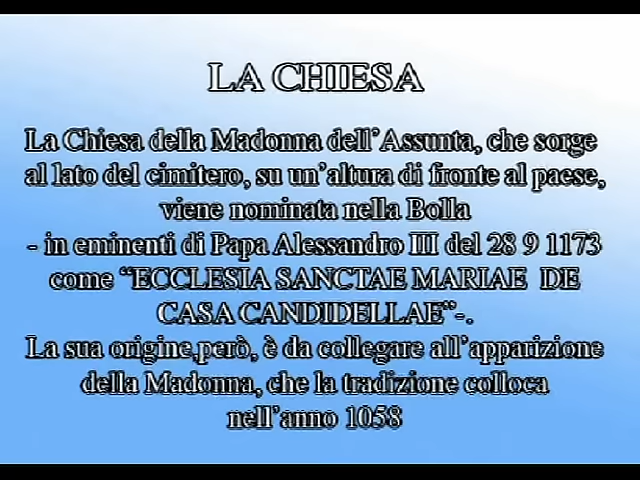 LA CHIESA
La Chiesa della Madonna dell'Assunta, che sorge
al lato del cimitero, su un'altura di fronte al paese,
viene nominata nella Bolla
- in eminenti di Papa Alessandro III del 28 9 1173
come “ECCLESIA SANCTAE MARIAE DE
CASA CANDIDELLAE”-.
La sua origine,però, è da collegare all'apparizione
della Madonna, che la tradizione colloca
nell'anno 1058